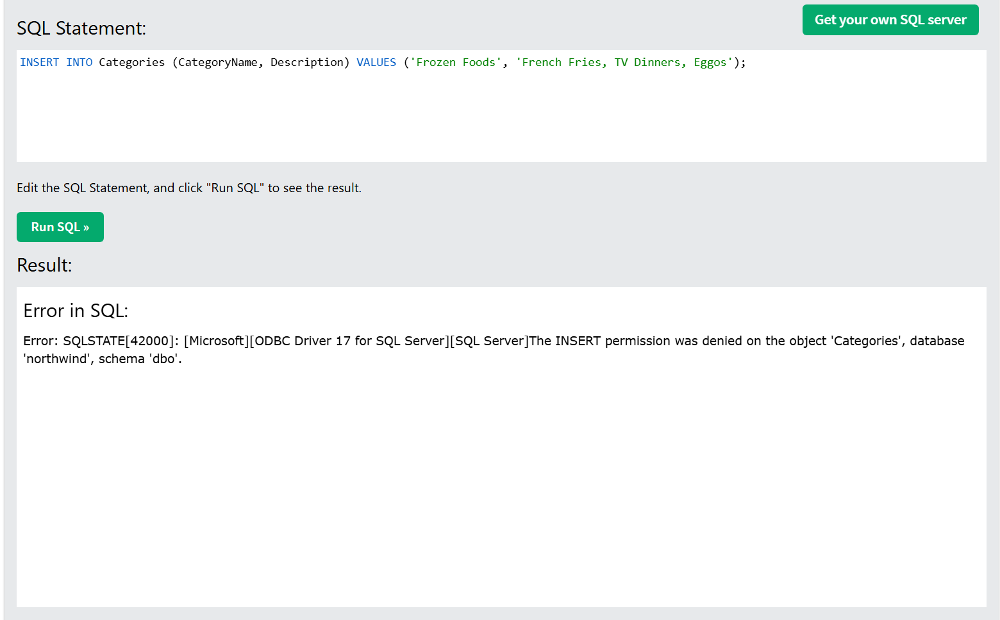 Get your own SQL server
SQL Statement:
INSERT INTO Categories (CategoryName, Description) VALUES ('Frozen Foods', 'French Fries, TV Dinners, Eggos');
Edit the SQL Statement, and click "Run SQL" to see the result.
Run SQL »
Result:
Error in SQL:
Error: SQLSTATE[42000]: [Microsoft][ODBC Driver 17 for SQL Server][SQL Server]The INSERT permission was denied on the object 'Categories', database
'northwind', schema 'dbo'.